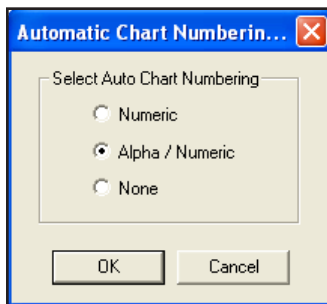 Automatic Chart Numberin...
Select Auto Chart Numbering
Numeric
Alpha / Numeric
None
OK Cancel